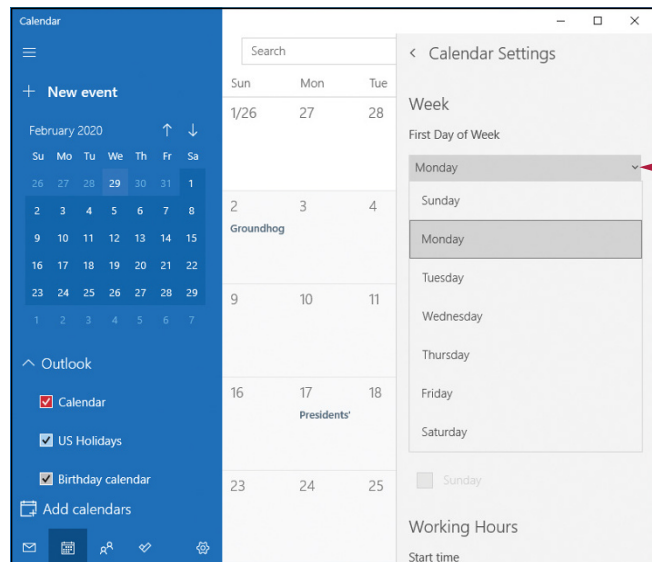 Calendar
New event
February 2020
Su Mo Tu We Th Fr Sa
26 27 28 29 30 31 1
2 3 4 5 6 7 8
9 10 11 12 13 14 15
16 17 18 19 20 21 22
23 24 25 26 27 28 29
1 2 3 4 5 6 7
Outlook
Calendar
US Holidays
Birthday calendar
Add calendars
Search
Sun Mon Tue
1/26 27 28
2 3 4
Groundhog
9 10 11
16 17 18
Presidents'
23 24 25
Calendar Settings
Week
First Day of Week
Monday
Sunday
Monday
Tuesday
Wednesday
Thursday
Friday
Saturday
Sunday
Working Hours
Start time